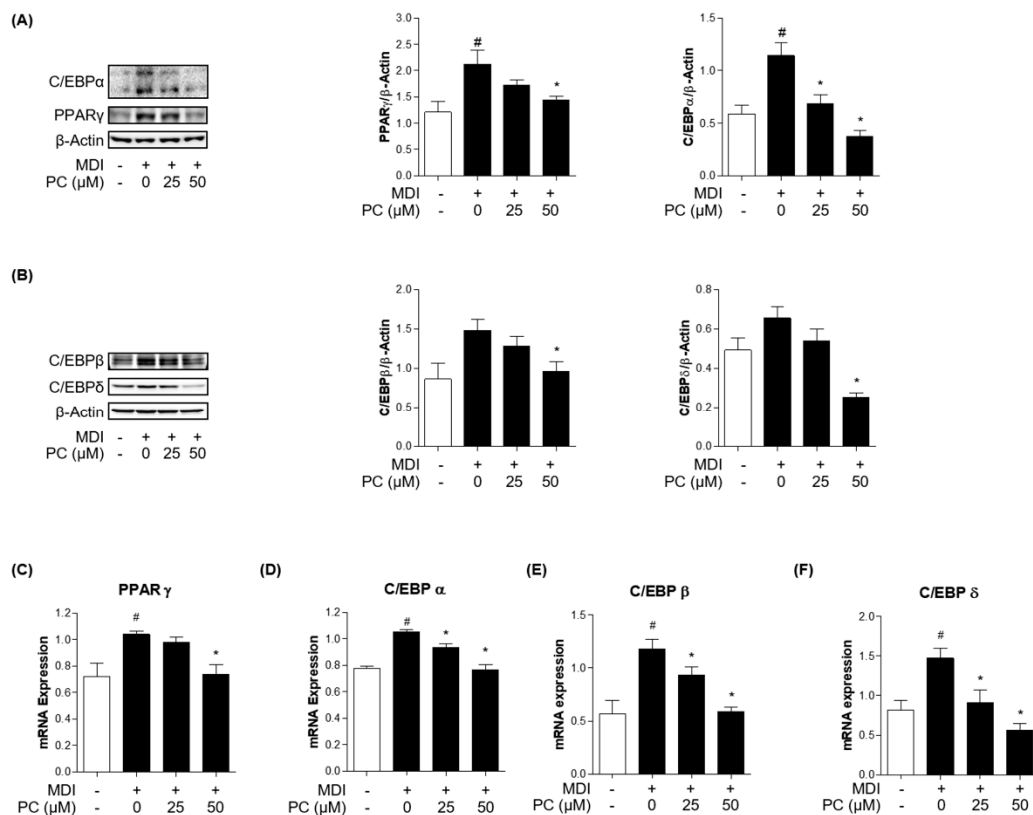 (A)
C/EBPα
PPARγ
β-Actin
MDI - + + +
PC (μM) - 0 25 50
PPARγ/β-Actin
3.0
2.5
2.0
1.5
1.0
0.5
0.0
#
*
MDI - + + +
PC (μM) - 0 25 50
C/EBPα/β-Actin
1.5
1.0
0.5
0.0
#
*
*
MDI - + + +
PC (μM) - 0 25 50
(B)
C/EBPβ
C/EBPδ
β-Actin
MDI - + + +
PC (μM) - 0 25 50
C/EBPβ/β-Actin
2.0
1.5
1.0
0.5
0.0
*
MDI - + + +
PC (μM) - 0 25 50
C/EBPδ/β-Actin
0.8
0.6
0.4
0.2
0.0
*
MDI - + + +
PC (μM) - 0 25 50
(C)
PPAR γ
mRNA Expression
1.2
1.0
0.8
0.6
0.4
0.2
0.0
#
*
MDI - + + +
PC (μM) - 0 25 50
(D)
C/EBP α
mRNA Expression
1.2
1.0
0.8
0.6
0.4
0.2
0.0
#
*
*
MDI - + + +
PC (μM) - 0 25 50
(E)
C/EBP β
mRNA expression
1.5
1.0
0.5
0.0
#
*
*
MDI - + + +
PC (μM) - 0 25 50
(F)
C/EBP δ
mRNA expression
2.0
1.5
1.0
0.5
0.0
#
*
*
MDI - + + +
PC (μM) - 0 25 50